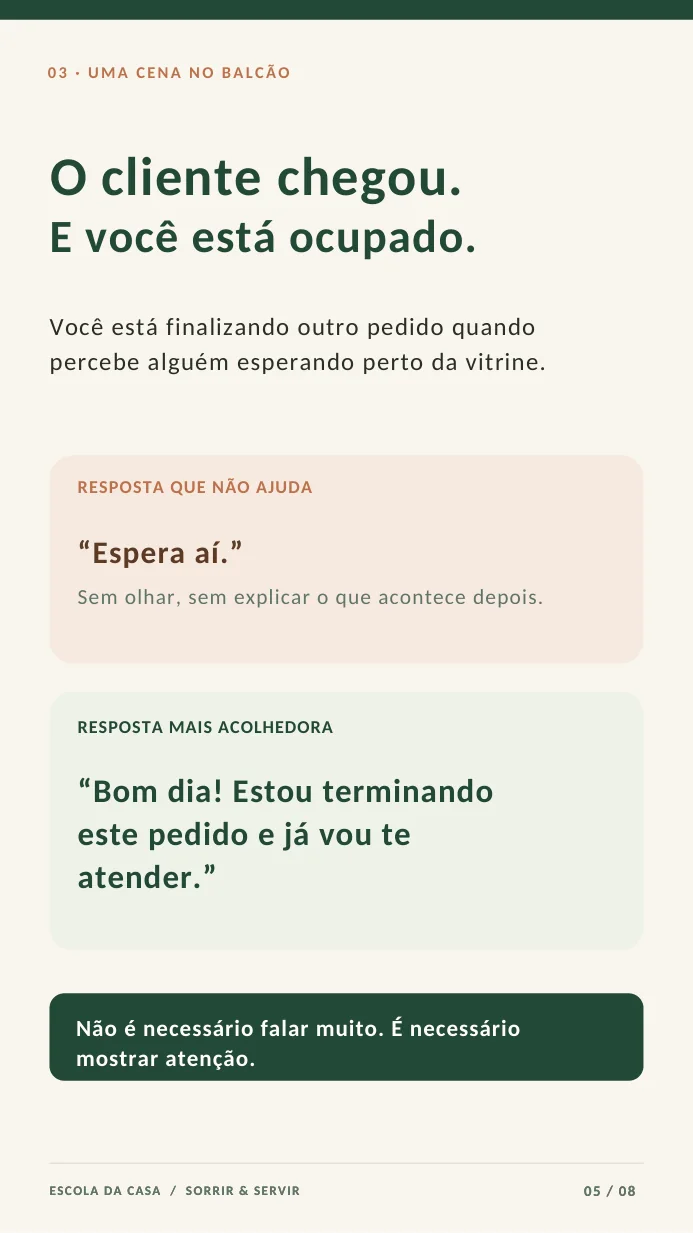 03 · UMA CENA NO BALCÃO
O cliente chegou.
E você está ocupado.
Você está finalizando outro pedido quando
percebe alguém esperando perto da vitrine.
RESPOSTA QUE NÃO AJUDA
“Espera aí.”
Sem olhar, sem explicar o que acontece depois.
RESPOSTA MAIS ACOLHEDORA
“Bom dia! Estou terminando
este pedido e já vou te
atender.”
Não é necessário falar muito. É necessário
mostrar atenção.
ESCOLA DA CASA / SORRIR & SERVIR
05 / 08